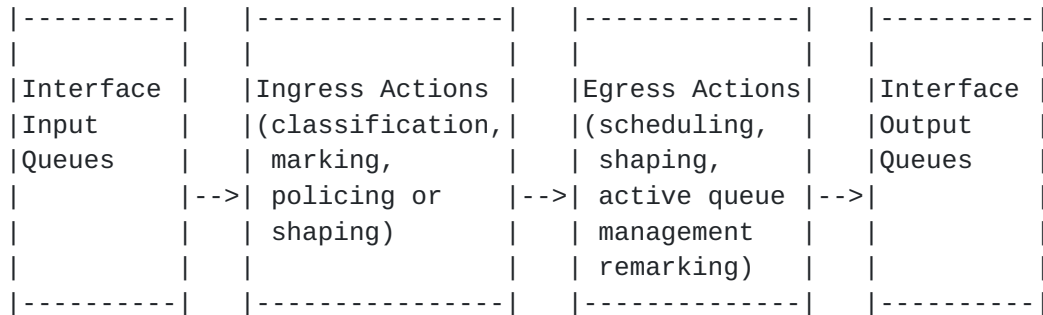 |----------|   |----------------|   |--------------|   |----------|
|          |   |                |   |              |   |          |
|Interface |   |Ingress Actions |   |Egress Actions|   |Interface |
|Input     |   |(classification,|   |(scheduling,  |   |Output    |
|Queues    |   | marking,       |   | shaping,     |   |Queues    |
|          |-->| policing or    |-->| active queue |-->|          |
|          |   | shaping)       |   | management   |   |          |
|          |   |                |   | remarking)   |   |          |
|----------|   |----------------|   |--------------|   |----------|